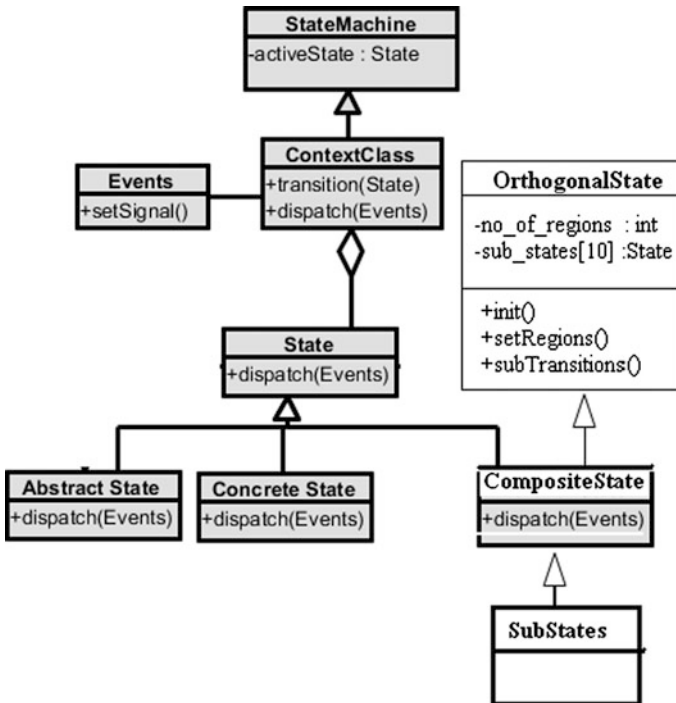 StateMachine
-activeState : State
ContextClass
+transition(State)
+dispatch(Events)
Events
+setSignal()
OrthogonalState
-no_of_regions : int
-sub_states[10] :State
+init()
+setRegions()
+subTransitions()
State
+dispatch(Events)
Abstract State
+dispatch(Events)
Concrete State
+dispatch(Events)
CompositeState
+dispatch(Events)
SubStates